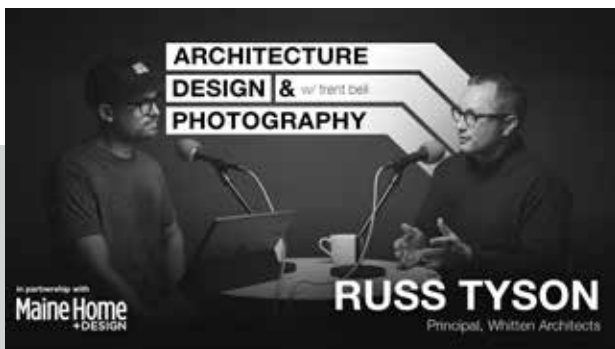 ARCHITECTURE
DESIGN & w/ trent bell
PHOTOGRAPHY
in partnership with
Maine Home
+DESIGN
RUSS TYSON
Principal, Whitten Architects